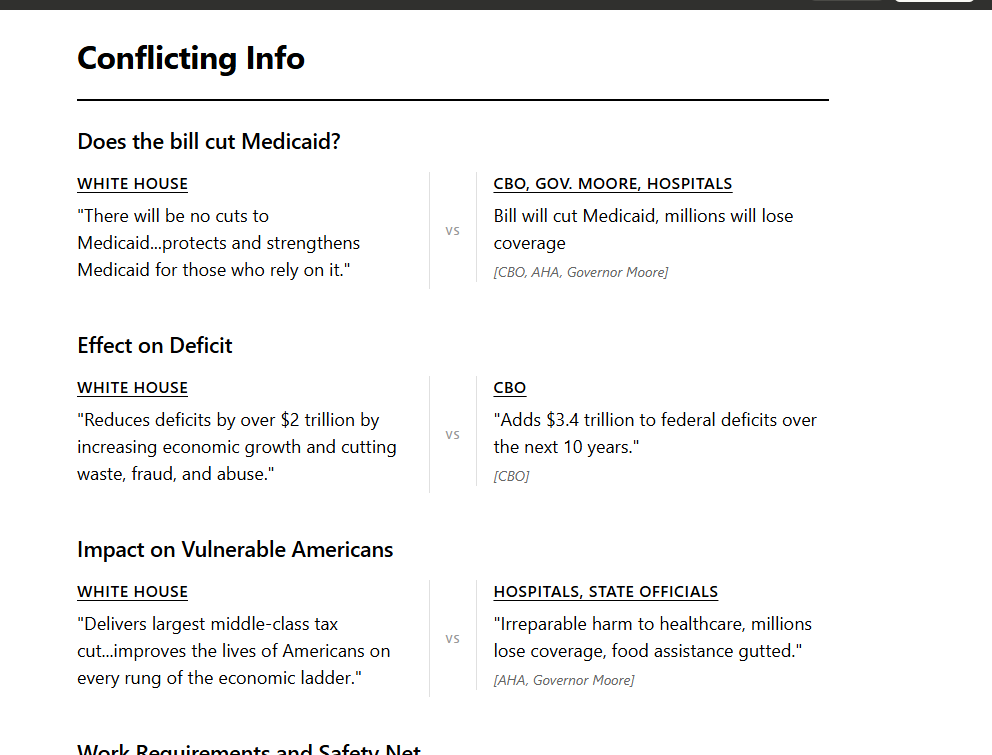 Conflicting Info
Does the bill cut Medicaid?
WHITE HOUSE
"There will be no cuts to
Medicaid...protects and strengthens
Medicaid for those who rely on it."
vs
CBO, GOV. MOORE, HOSPITALS
Bill will cut Medicaid, millions will lose
coverage
[CBO, AHA, Governor Moore]
Effect on Deficit
WHITE HOUSE
"Reduces deficits by over $2 trillion by
increasing economic growth and cutting
waste, fraud, and abuse."
vs
CBO
"Adds $3.4 trillion to federal deficits over
the next 10 years."
[CBO]
Impact on Vulnerable Americans
WHITE HOUSE
"Delivers largest middle-class tax
cut...improves the lives of Americans on
every rung of the economic ladder."
vs
HOSPITALS, STATE OFFICIALS
"Irreparable harm to healthcare, millions
lose coverage, food assistance gutted."
[AHA, Governor Moore]
Work Requirements and Safety Net